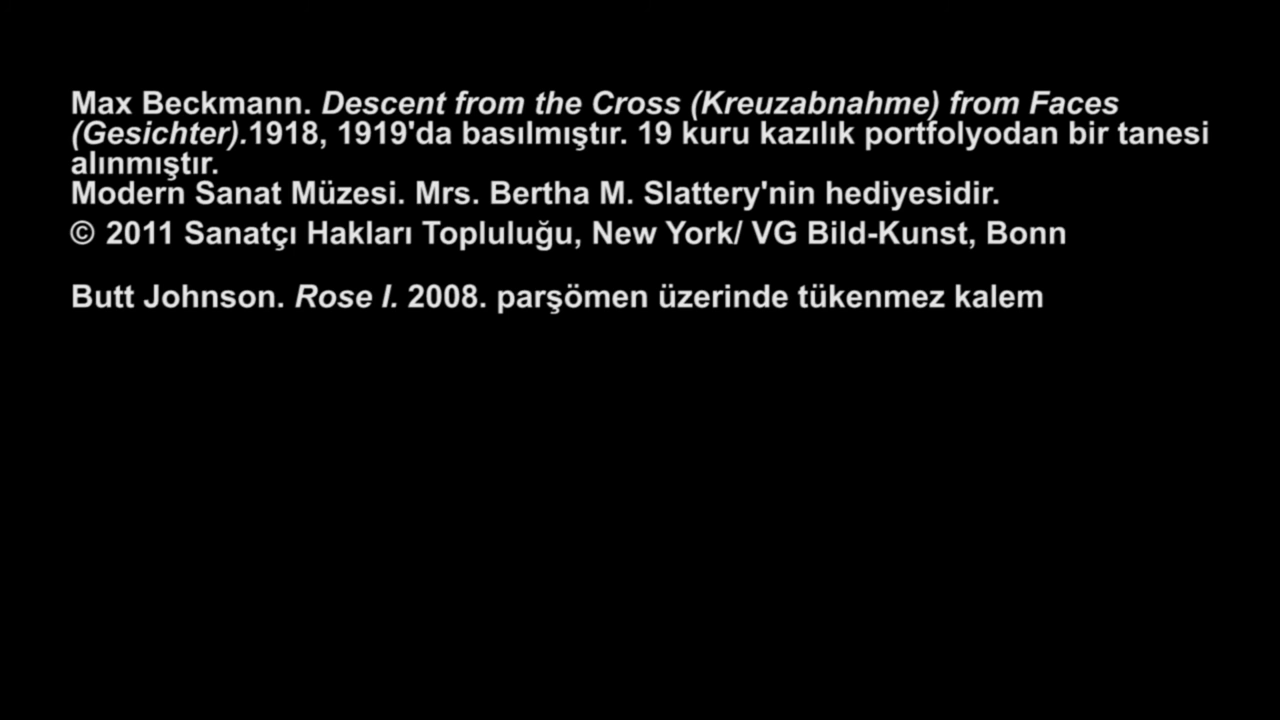 Max Beckmann. Descent from the Cross (Kreuzabnahme) from Faces
(Gesichter).1918, 1919'da basılmıştır. 19 kuru kazılık portfolyodan bir tanesi
alınmıştır.
Modern Sanat Müzesi. Mrs. Bertha M. Slattery'nin hediyesidir.
© 2011 Sanatçı Hakları Topluluğu, New York/ VG Bild-Kunst, Bonn
Butt Johnson. Rose I. 2008. parşömen üzerinde tükenmez kalem